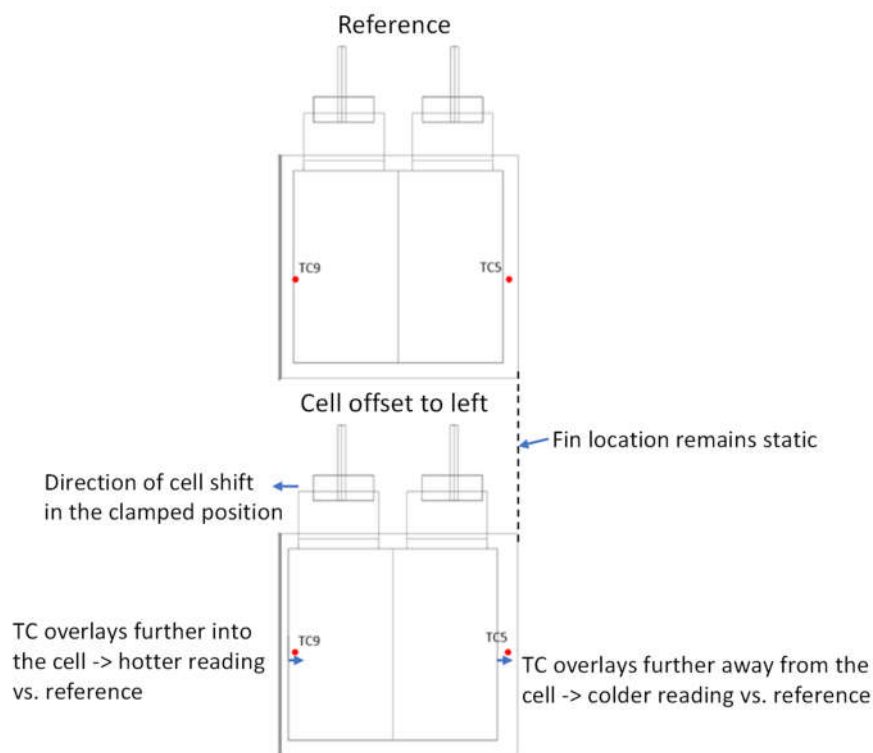 Reference
TC9
TC5
Cell offset to left
Fin location remains static
Direction of cell shift
in the clamped position
TC9
TC5
TC overlays further into
the cell -> hotter reading
vs. reference
TC overlays further away from the
cell -> colder reading vs. reference